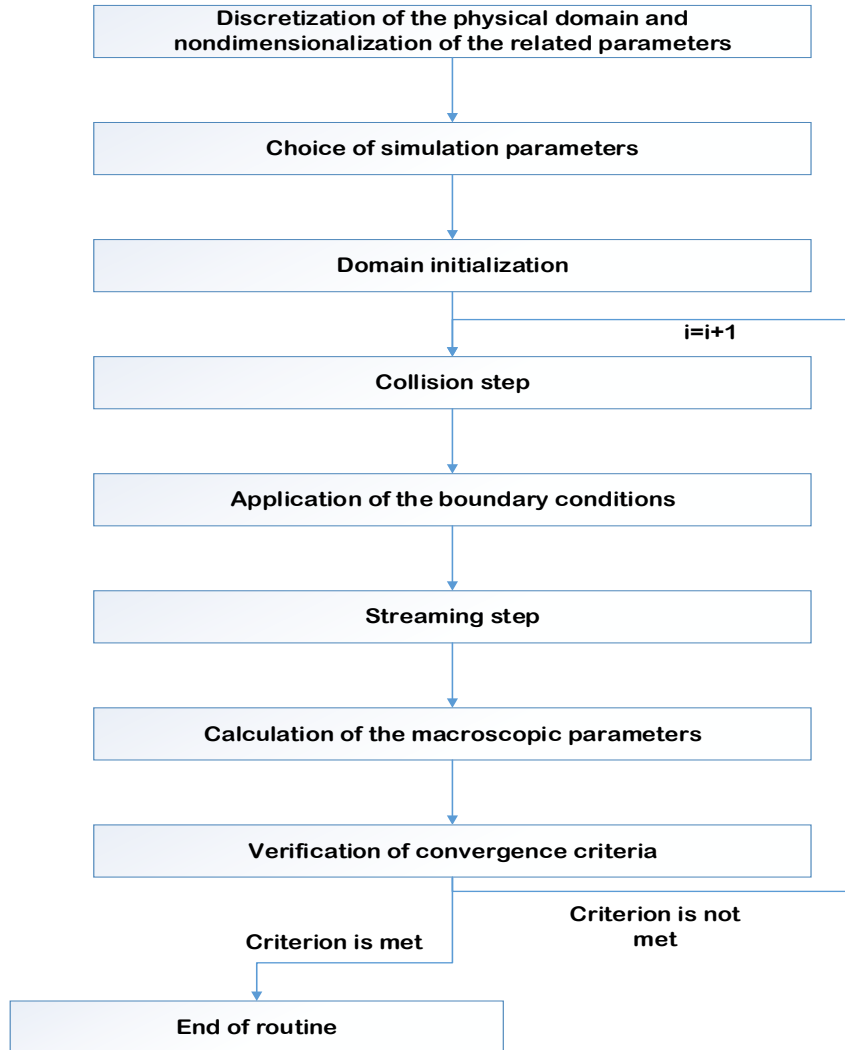 Discretization of the physical domain and
nondimensionalization of the related parameters
Choice of simulation parameters
Domain initialization
i=i+1
Collision step
Application of the boundary conditions
Streaming step
Calculation of the macroscopic parameters
Verification of convergence criteria
Criterion is not
met
Criterion is met
End of routine